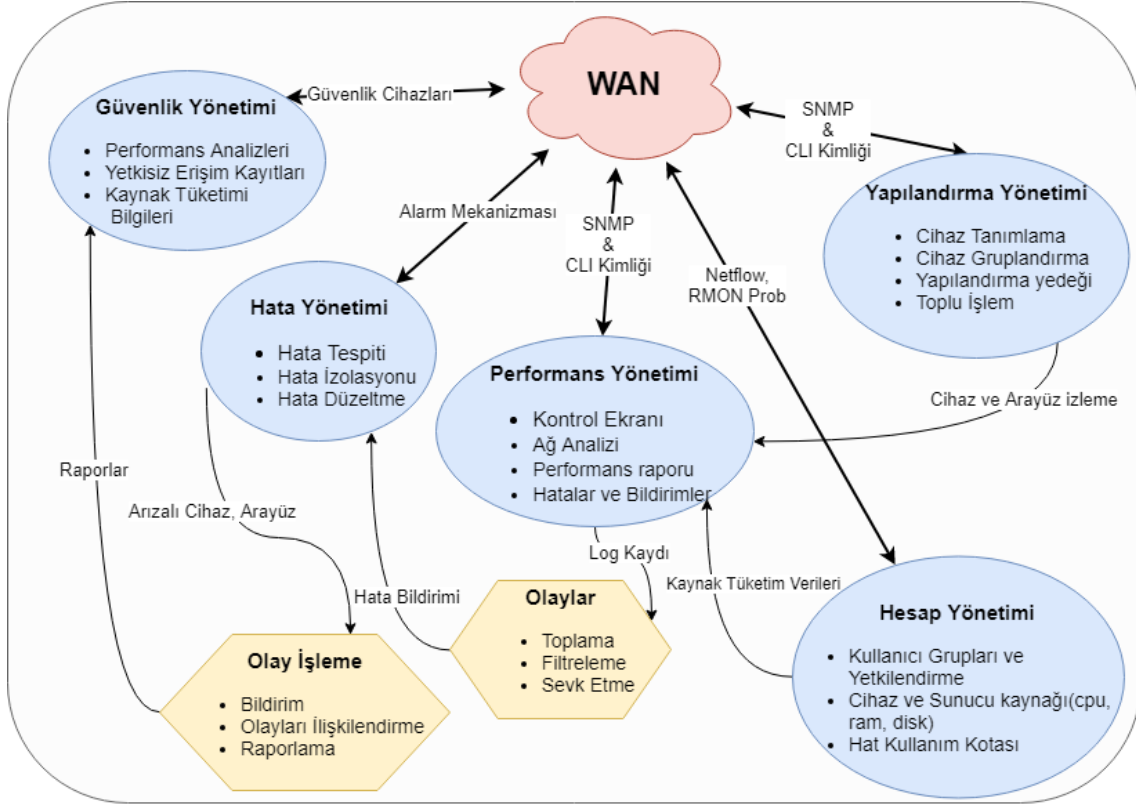 WAN
Güvenlik Cihazları
Güvenlik Yönetimi
Performans Analizleri
Yetkisiz Erişim Kayıtları
Kaynak Tüketimi
Bilgileri
SNMP
&
CLI Kimliği
Yapılandırma Yönetimi
Cihaz Tanımlama
Cihaz Gruplandırma
Yapılandırma yedeği
Toplu İşlem
Alarm Mekanizması
SNMP
&
CLI Kimliği
Netflow,
RMON Prob
Hata Yönetimi
Hata Tespiti
Hata İzolasyonu
Hata Düzeltme
Performans Yönetimi
Kontrol Ekranı
Ağ Analizi
Performans raporu
Hatalar ve Bildirimler
Cihaz ve Arayüz izleme
Raporlar
Arızalı Cihaz, Arayüz
Log Kaydı
Hata Bildirimi
Kaynak Tüketim Verileri
Olaylar
Toplama
Filtreleme
Sevk Etme
Hesap Yönetimi
Kullanıcı Grupları ve
Yetkilendirme
Cihaz ve Sunucu kaynağı(cpu,
ram, disk)
Hat Kullanım Kotası
Olay İşleme
Bildirim
Olayları İlişkilendirme
Raporlama